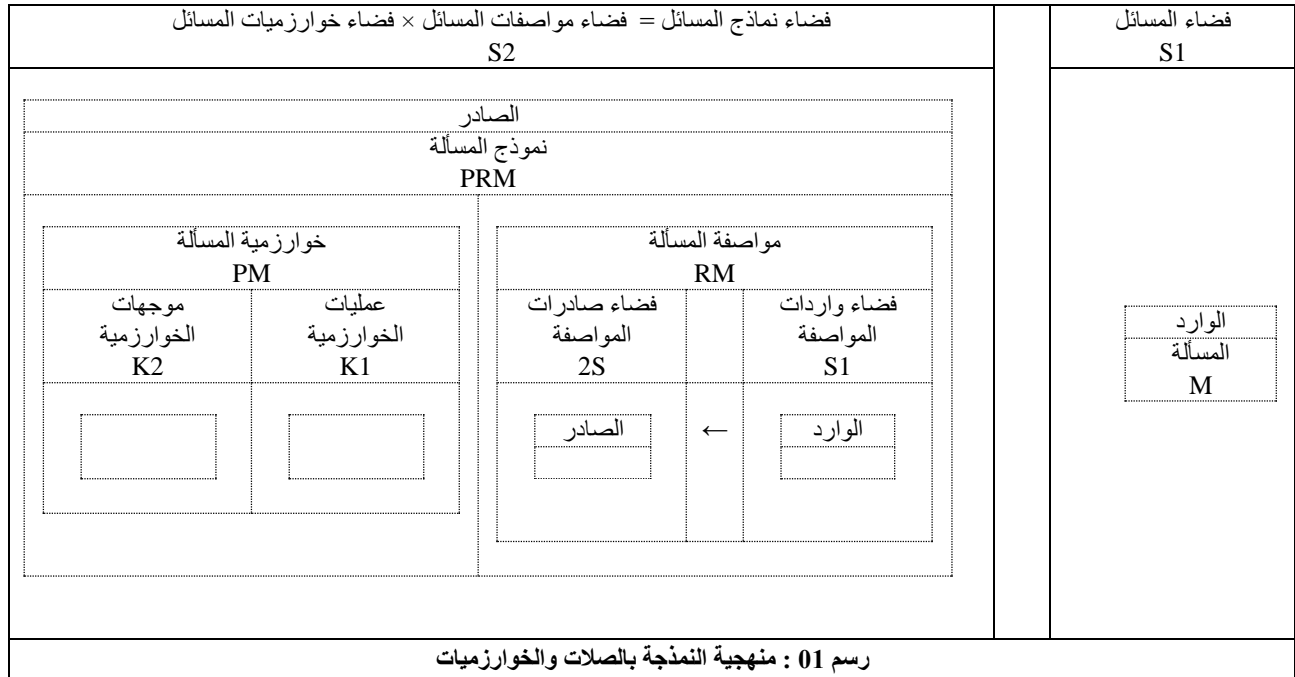 فضاء المسائل
S1
فضاء نماذج المسائل = فضاء مواصفات المسائل × فضاء خوارزميات المسائل
S2
الوارد
المسألة
M
الصادر
نموذج المسألة
PRM
مواصفة المسألة
RM
فضاء واردات
المواصفة
S1
فضاء صادرات
المواصفة
2S
الوارد
←
الصادر
خوارزمية المسألة
PM
عمليات
الخوارزمية
K1
موجهات
الخوارزمية
K2
رسم 01 : منهجية النمذجة بالصلات والخوارزميات